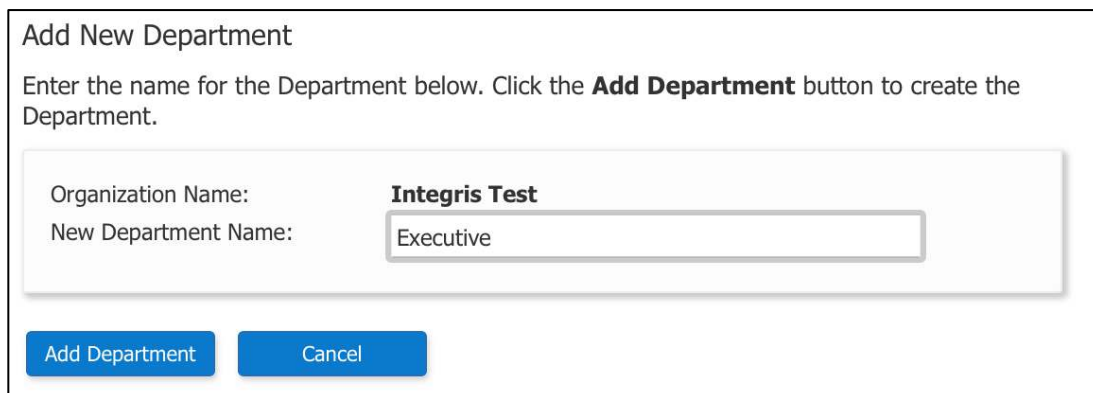 Add New Department
Enter the name for the Department below. Click the Add Department button to create the
Department.
Organization Name: Integris Test
New Department Name: Executive
Add Department Cancel